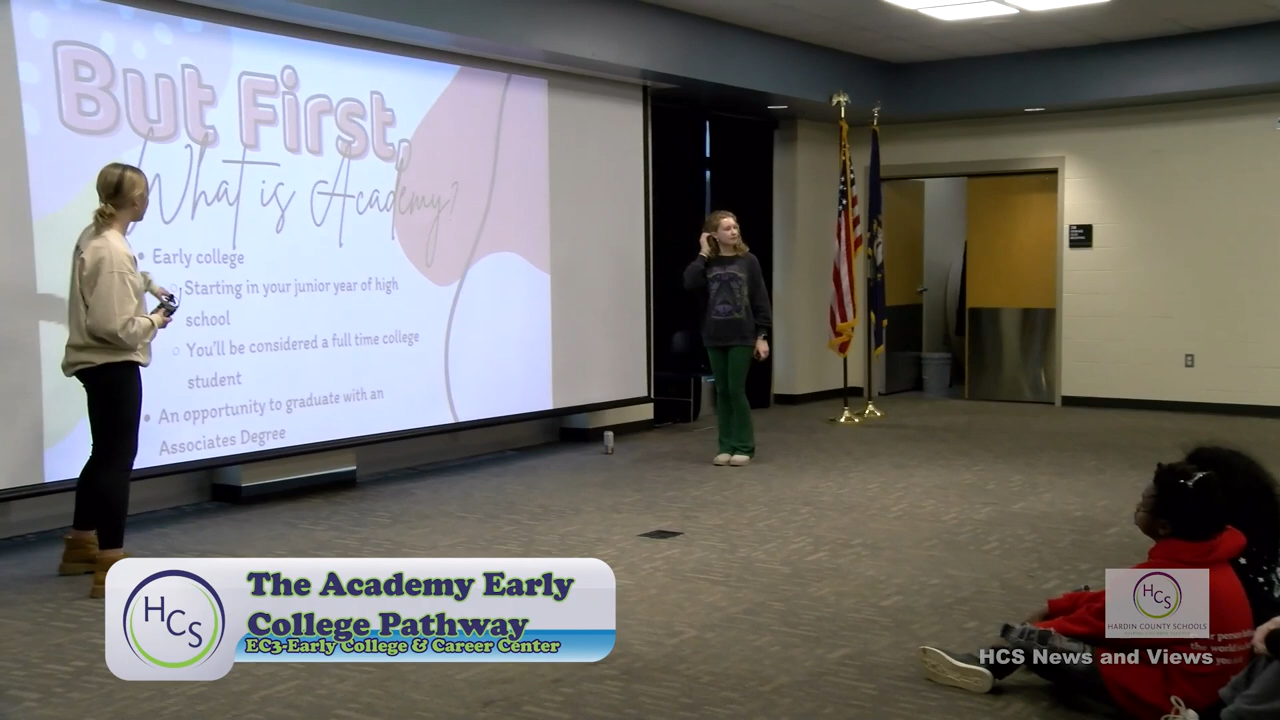 But First,
What is Academy?
• Early college
○ Starting in your junior year of high
school
○ You'll be considered a full time college
student
• An opportunity to graduate with an
Associates Degree
HCS
The Academy Early
College Pathway
EC3-Early College & Career Center
HCS
HARDIN COUNTY SCHOOLS
HCS News and Views